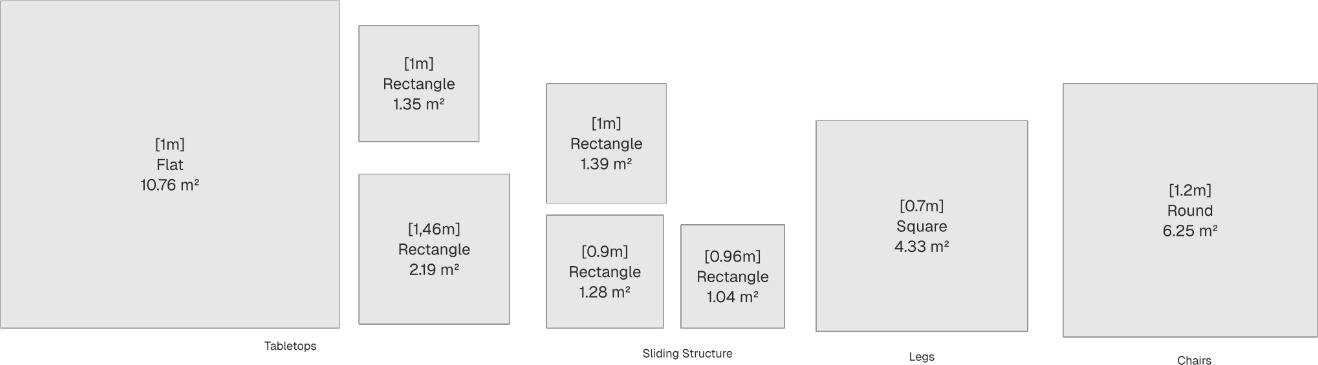 [1m]
Flat
10.76 m²
[1m]
Rectangle
1.35 m²
[1,46m]
Rectangle
2.19 m²
Tabletops
[1m]
Rectangle
1.39 m²
[0.9m]
Rectangle
1.28 m²
[0.96m]
Rectangle
1.04 m²
Sliding Structure
[0.7m]
Square
4.33 m²
Legs
[1.2m]
Round
6.25 m²
Chairs